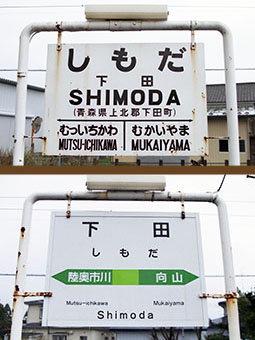 しもだ
下田
SHIMODA
(青森県上北郡下田町)
むついちかわ むかいやま
MUTSU-ICHIKAWA MUKAIYAMA
下田
しもだ
陸奥市川 向山
Mutsu-ichikawa Mukaiyama
Shimoda